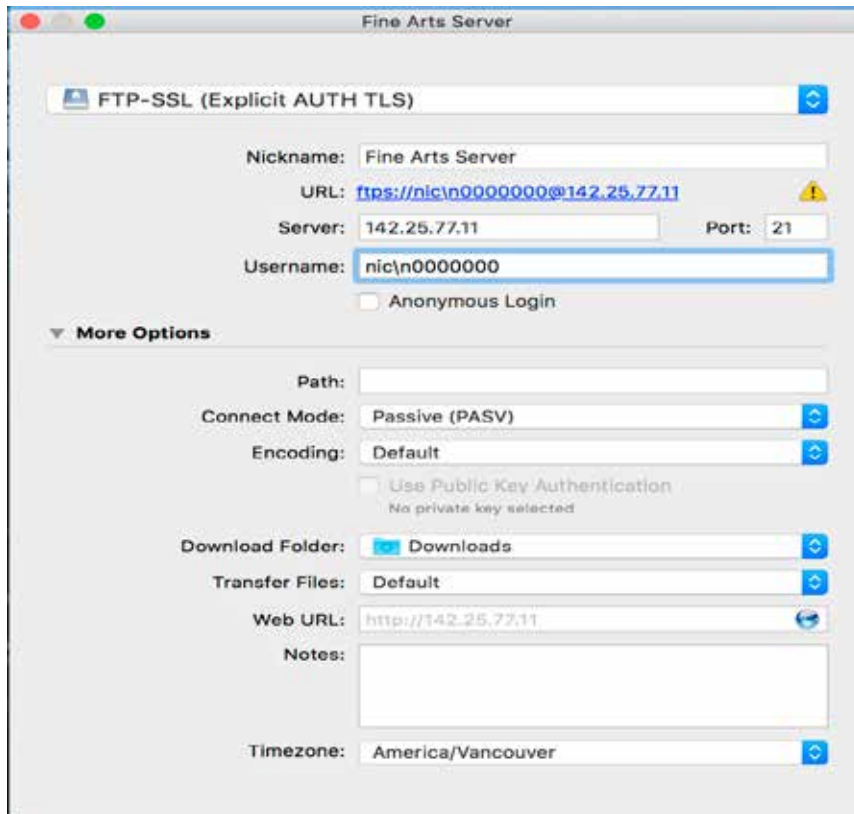 Fine Arts Server
FTP-SSL (Explicit AUTH TLS)
Nickname: Fine Arts Server
URL: ftps://nic\n0000000@142.25.77.11
Server: 142.25.77.11 Port: 21
Username: nic\n0000000
Anonymous Login
More Options
Path:
Connect Mode: Passive (PASV)
Encoding: Default
Use Public Key Authentication
No private key selected
Download Folder: Downloads
Transfer Files: Default
Web URL: http://142.25.77.11
Notes:
Timezone: America/Vancouver